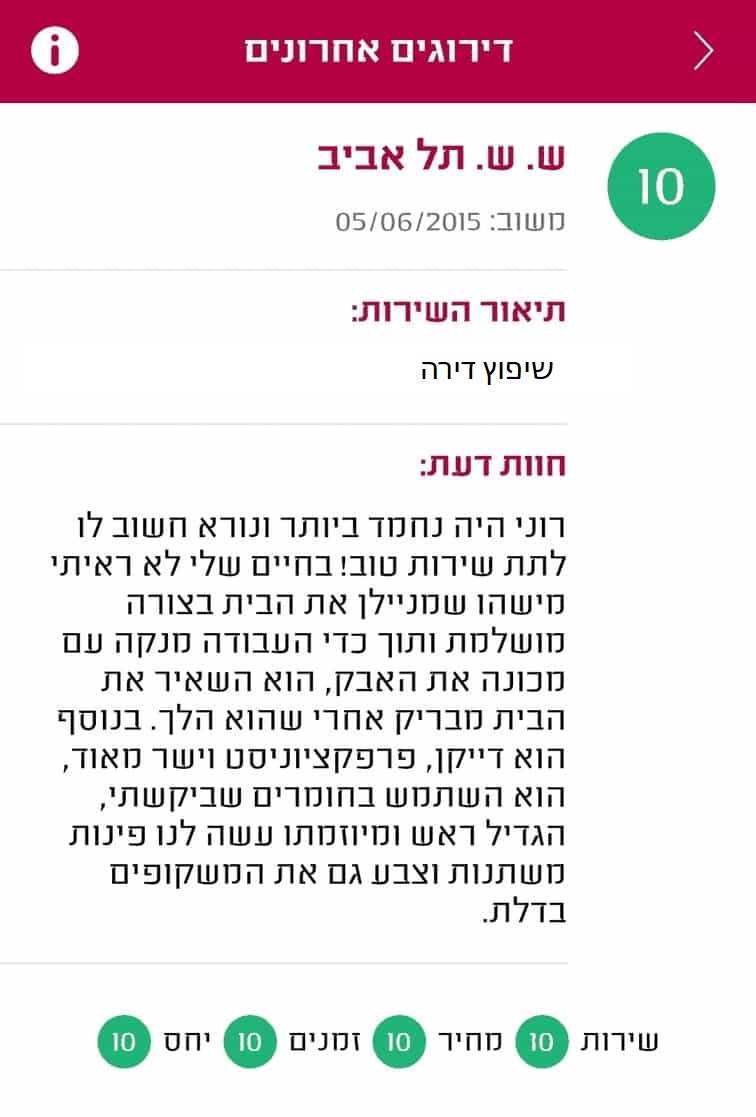 דירוגים אחרונים
10
ש. ש. תל אביב
משוב: 05/06/2015
תיאור השירות:
שיפוץ דירה
חוות דעת:
רוני היה נחמד ביותר ונורא חשוב לו
לתת שירות טוב! בחיים שלי לא ראיתי
מישהו שמניילן את הבית בצורה
מושלמת ותוך כדי העבודה מנקה עם
מכונה את האבק, הוא השאיר את
הבית מבריק אחרי שהוא הלך. בנוסף
הוא דייקן, פרפקציוניסט וישר מאוד,
הוא השתמש בחומרים שביקשתי,
הגדיל ראש ומיוזמתו עשה לנו פינות
משתנות וצבע גם את המשקופים
בדלת.
שירות 10 מחיר 10 זמנים 10 יחס 10